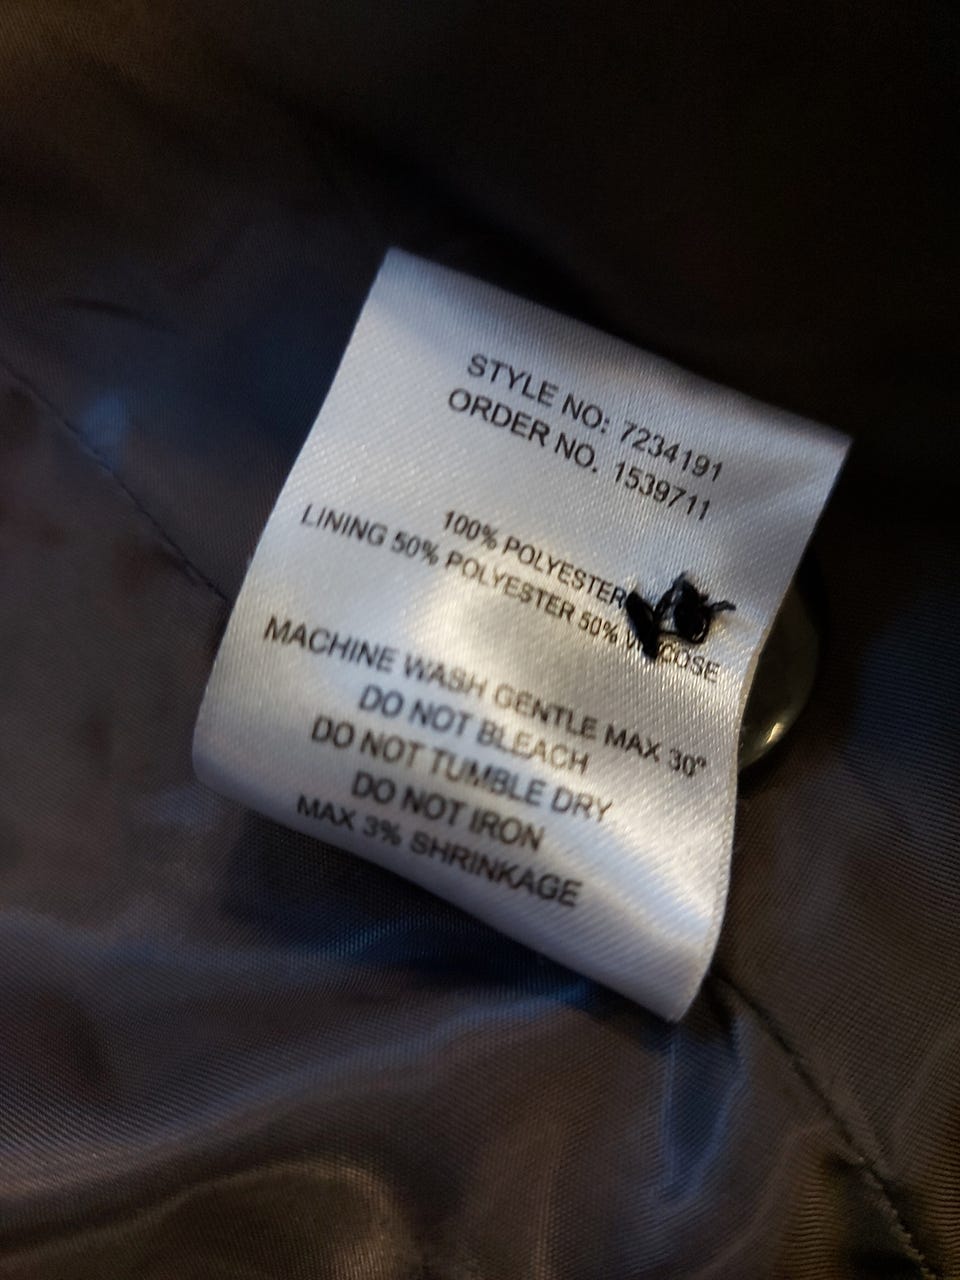 STYLE NO: 7234191
ORDER NO. 1539711
100% POLYESTER
LINING 50% POLYESTER 50% VISCOSE
MACHINE WASH GENTLE MAX 30°
DO NOT BLEACH
DO NOT TUMBLE DRY
DO NOT IRON
MAX 3% SHRINKAGE